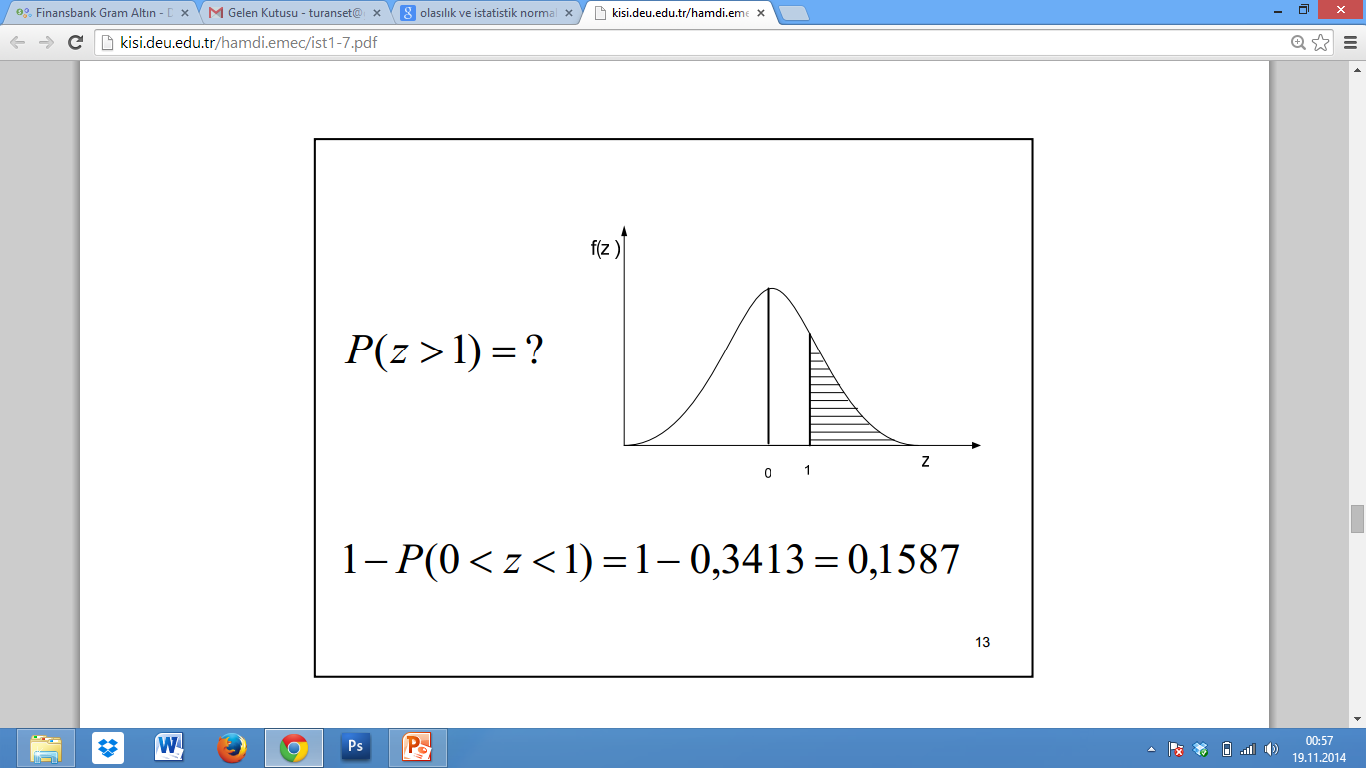 Finansbank Gram Altın - D
Gelen Kutusu - turanset@
olasılık ve istatistik normal
kisi.deu.edu.tr/hamdi.eme
kisi.deu.edu.tr/hamdi.emec/ist1-7.pdf
f(z )
P(z > 1) = ?
z
0 1
1 − P(0 < z < 1) = 1 − 0,3413 = 0,1587
13
W
Ps
P
00:57
19.11.2014